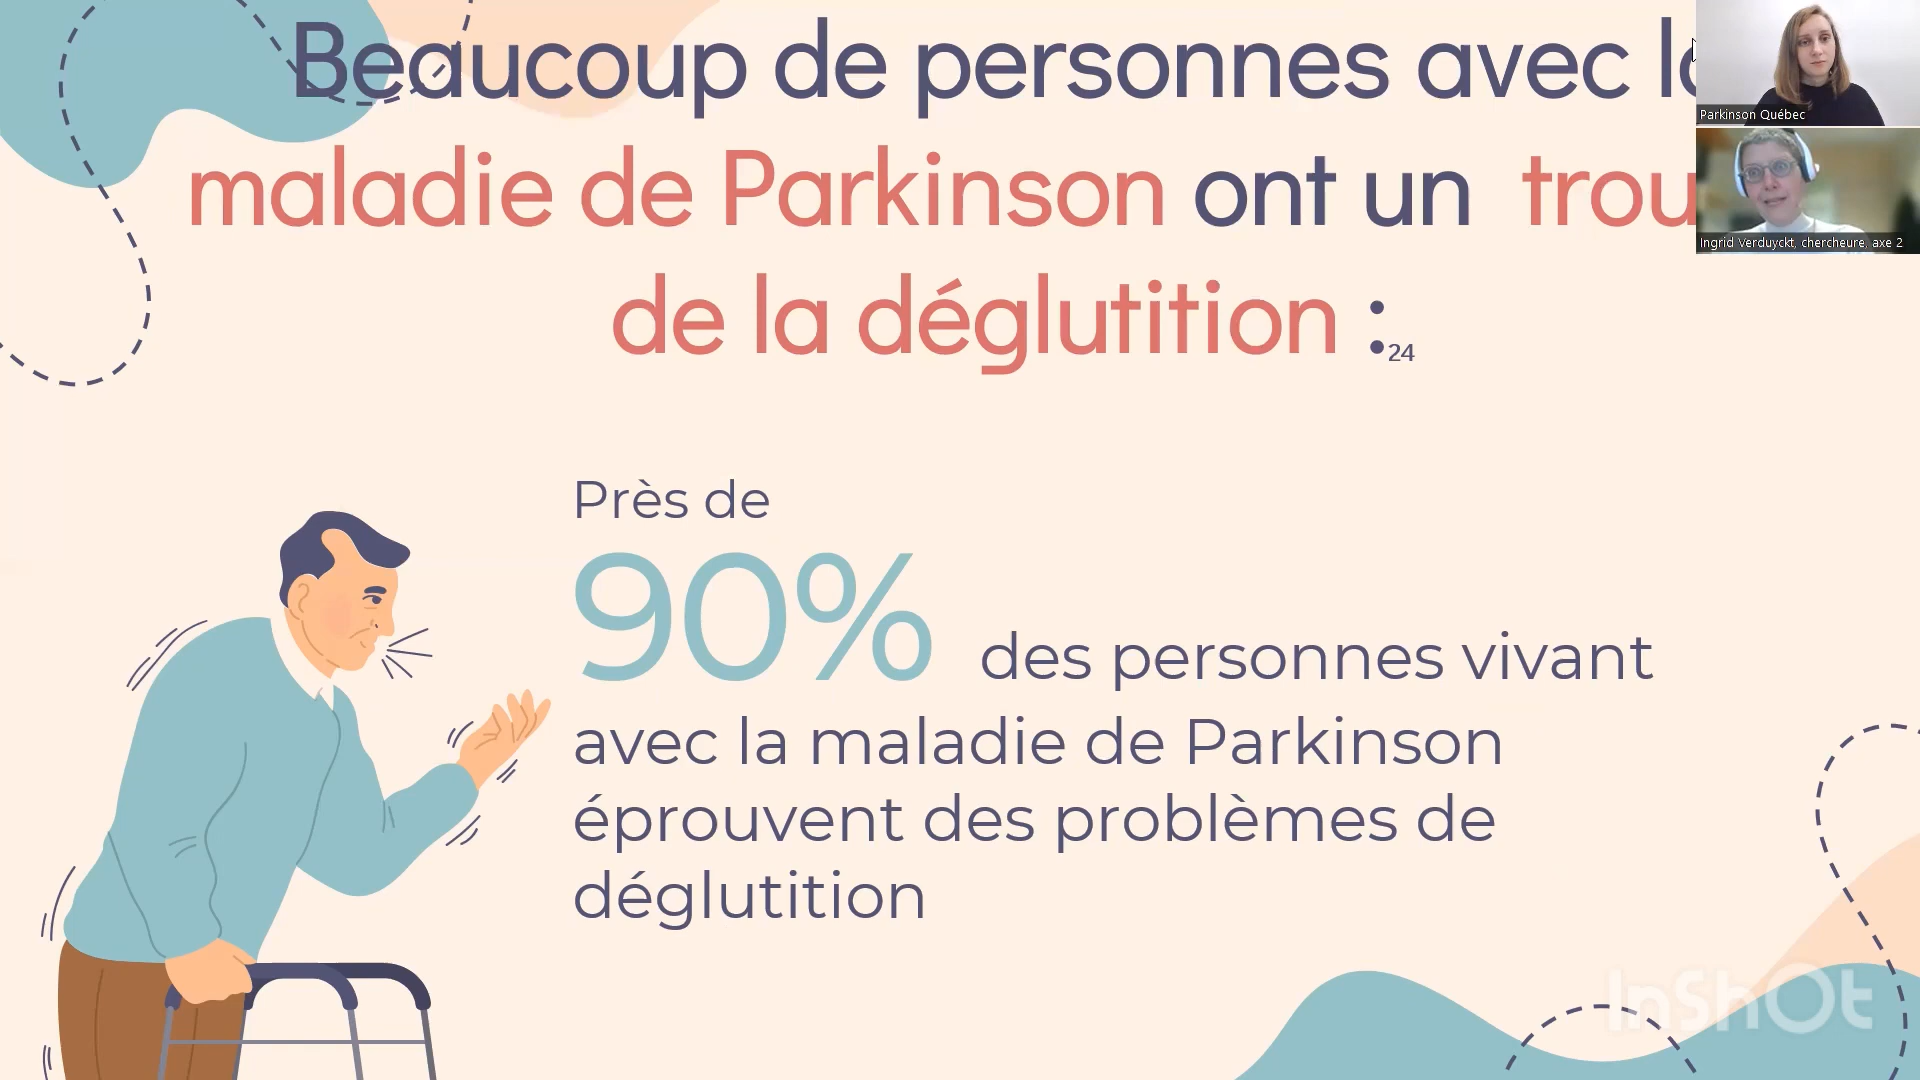 Beaucoup de personnes avec la
maladie de Parkinson ont un trou
de la déglutition :24
Près de
90% des personnes vivant
avec la maladie de Parkinson
éprouvent des problèmes de
déglutition
Parkinson Québec
Ingrid Verduyckt, chercheure, axe 2
InShOt